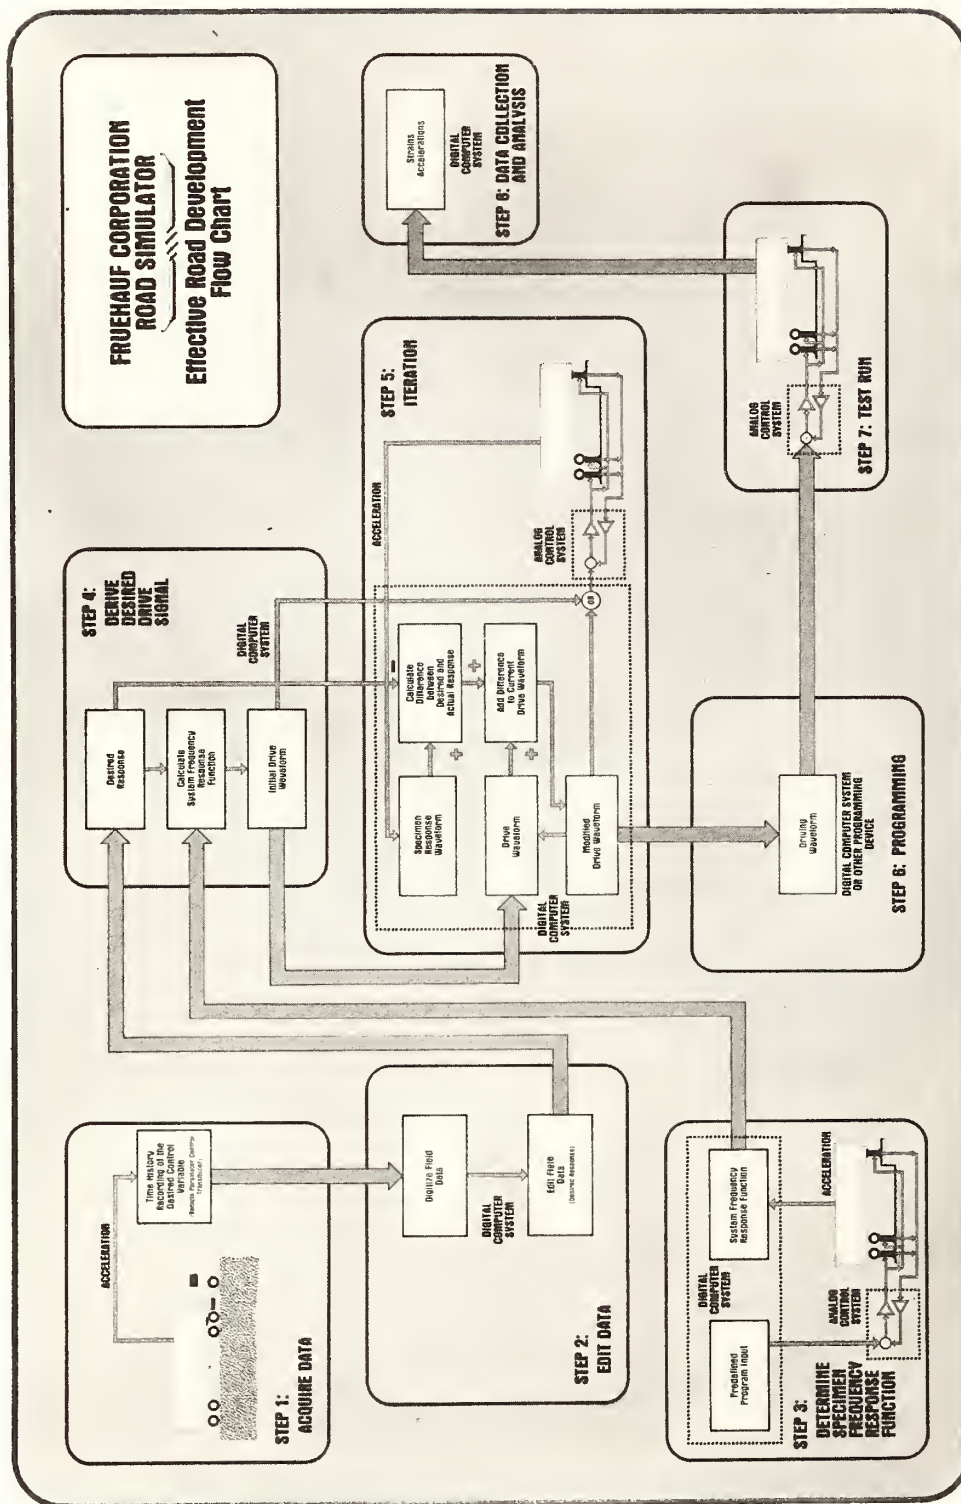 FRUEHAUF CORPORATION
ROAD SIMULATOR
Effective Road Development
Flow Chart
ACCELERATION
Time History
Recording of the
Desired Control
Variable
(Remote Parameter Control
Transducer)
STEP 1:
ACQUIRE DATA
Digitize Field
Data
DIGITAL
COMPUTER
SYSTEM
Edit Field
Data
(Desired Response)
STEP 2:
EDIT DATA
Predefined
Program Input
DIGITAL
COMPUTER
SYSTEM
System Frequency
Response Function
ACCELERATION
ANALOG
CONTROL
SYSTEM
STEP 3:
DETERMINE
SPECIMEN
FREQUENCY
RESPONSE
FUNCTION
STEP 4:
DERIVE
DESIRED
DRIVE
SIGNAL
Desired
Response
Calculate
System Frequency
Response
Function
Initial Drive
Waveform
DIGITAL
COMPUTER
SYSTEM
STEP 5:
ITERATION
ACCELERATION
Specimen
Response
Waveform
+
−
Calculate
Difference
between
Desired and
Actual Response
+
Drive
Waveform
+
Add Difference
to Current
Drive Waveform
Modified
Drive Waveform
DIGITAL
COMPUTER
SYSTEM
OR
ANALOG
CONTROL
SYSTEM
Driving
Waveform
DIGITAL COMPUTER SYSTEM
OR OTHER PROGRAMMING
DEVICE
STEP 6: PROGRAMMING
ANALOG
CONTROL
SYSTEM
STEP 7: TEST RUN
Strains
Accelerations
DIGITAL
COMPUTER
SYSTEM
STEP 8: DATA COLLECTION
AND ANALYSIS